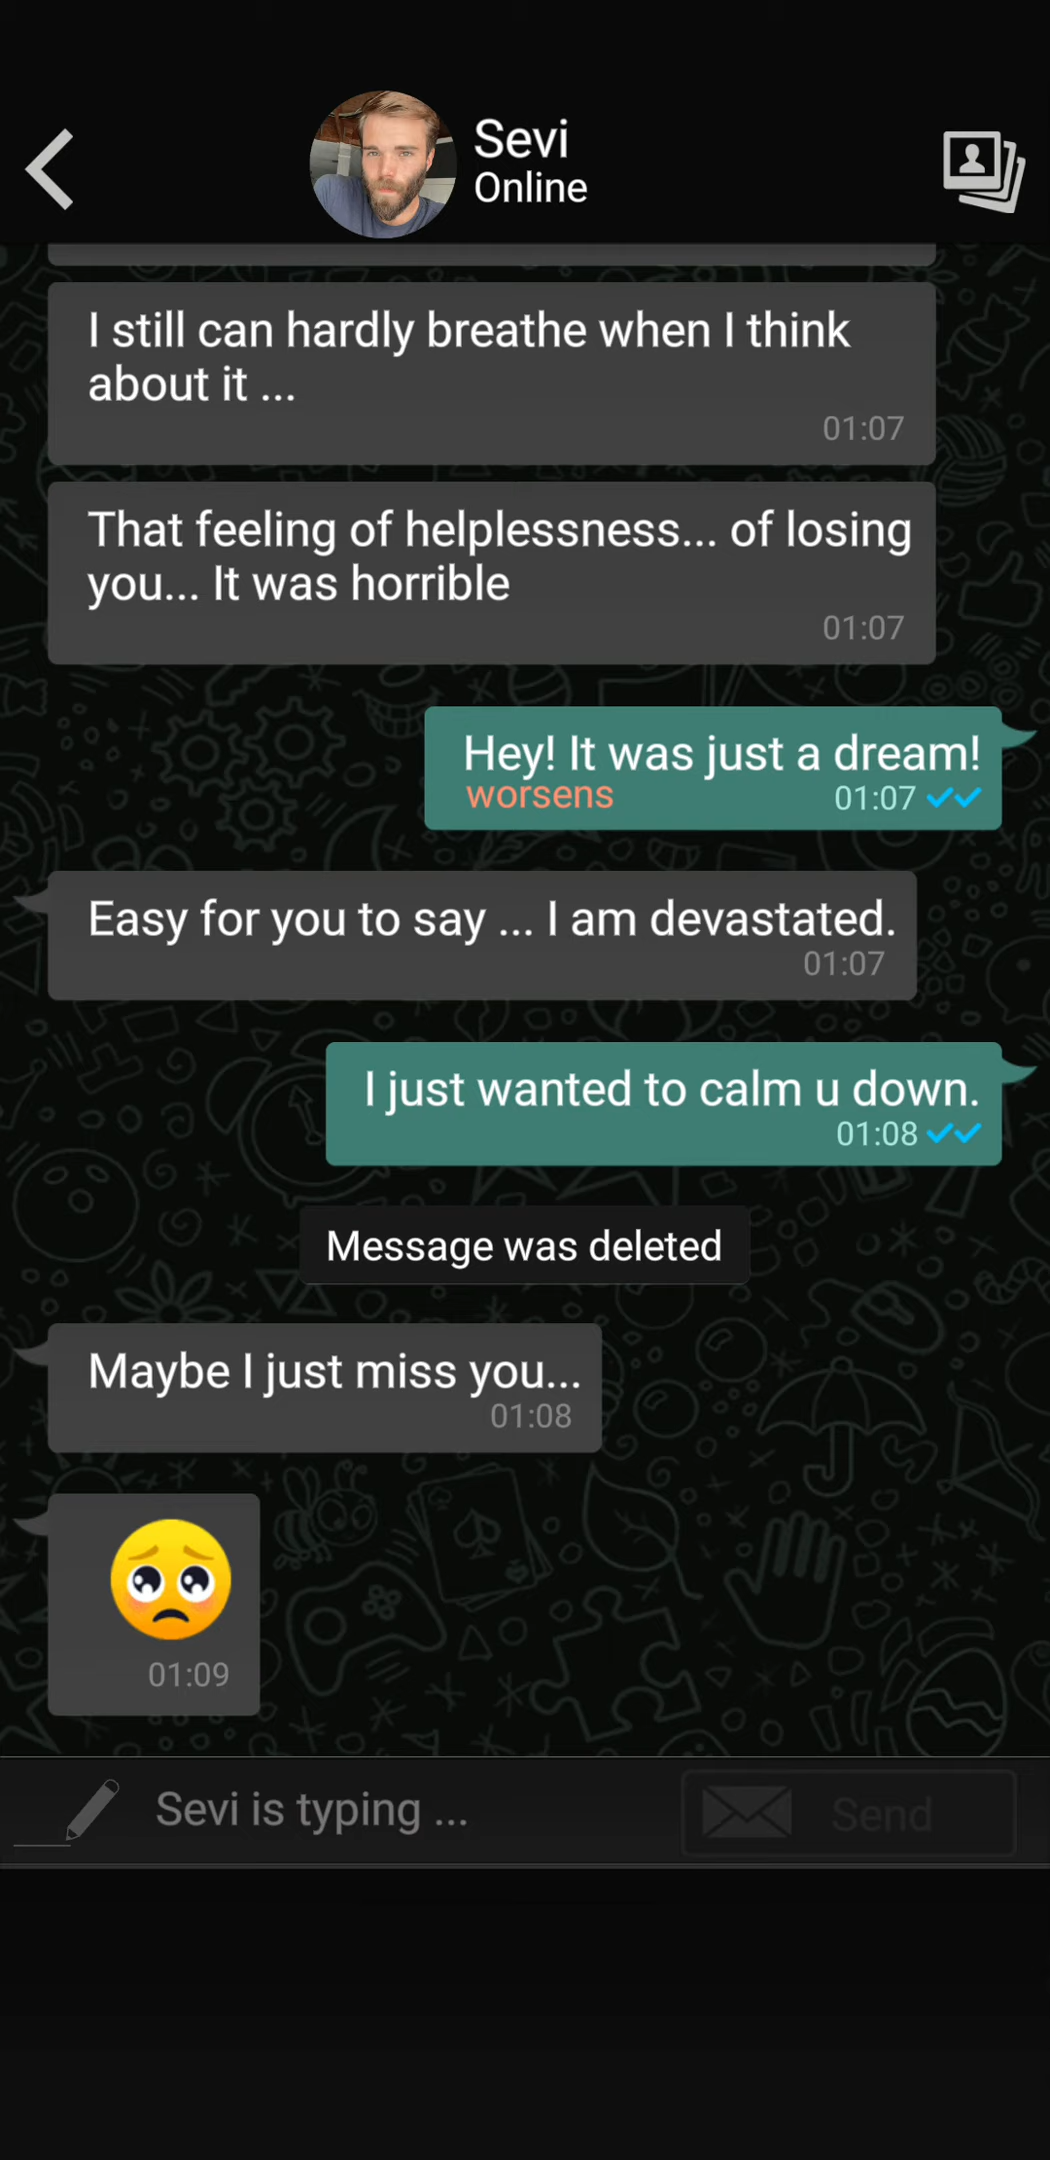 Sevi
Online
I still can hardly breathe when I think
about it ...
01:07
That feeling of helplessness... of losing
you... It was horrible
01:07
Hey! It was just a dream!
worsens 01:07
Easy for you to say ... I am devastated.
01:07
I just wanted to calm u down.
01:08
Message was deleted
Maybe I just miss you...
01:08
01:09
Sevi is typing ... Send